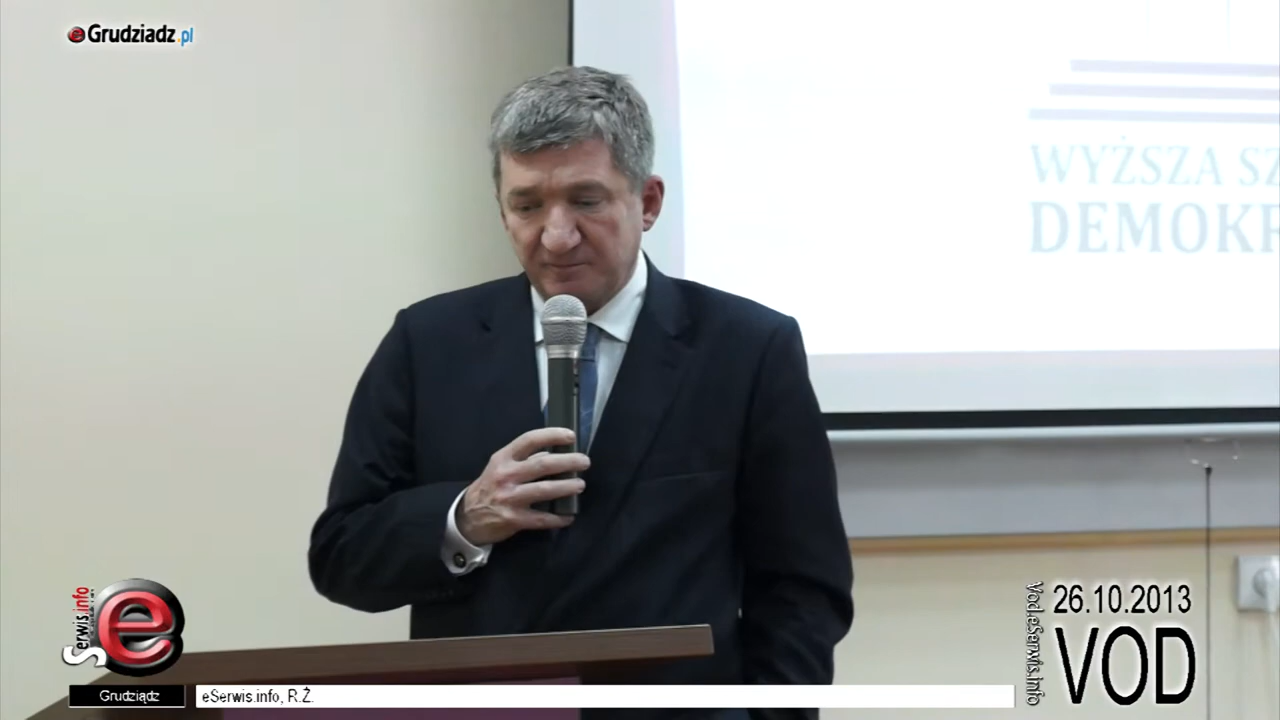 eGrudziadz.pl
WYŻSZA SZ
DEMOKR
eSerwis.info
26.10.2013
VOD
Vod.eSerwis.info
Grudziądz
eSerwis.info, R.Ż.